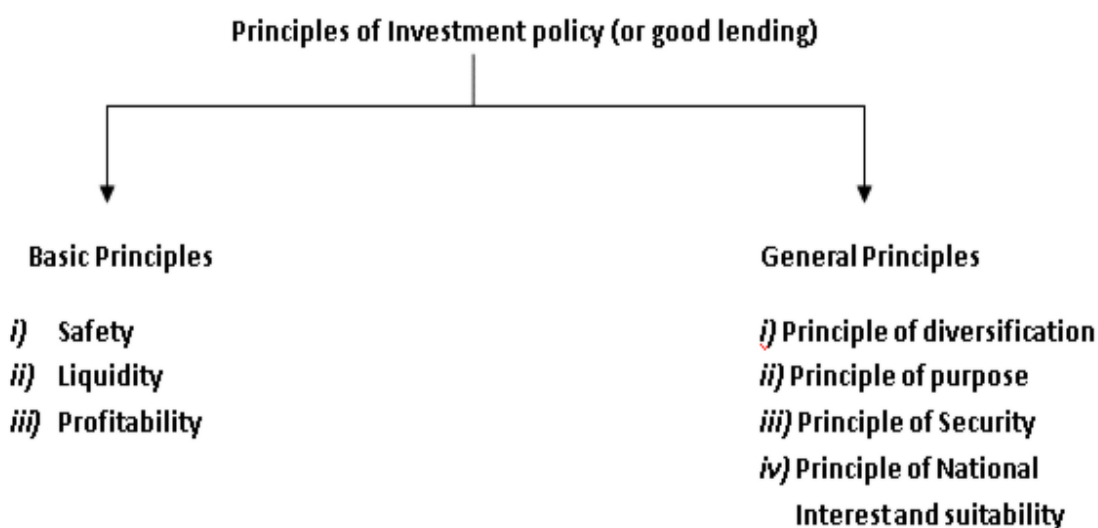 Principles of Investment policy (or good lending)
Basic Principles
i) Safety
ii) Liquidity
iii) Profitability
General Principles
i) Principle of diversification
ii) Principle of purpose
iii) Principle of Security
iv) Principle of National
Interest and suitability